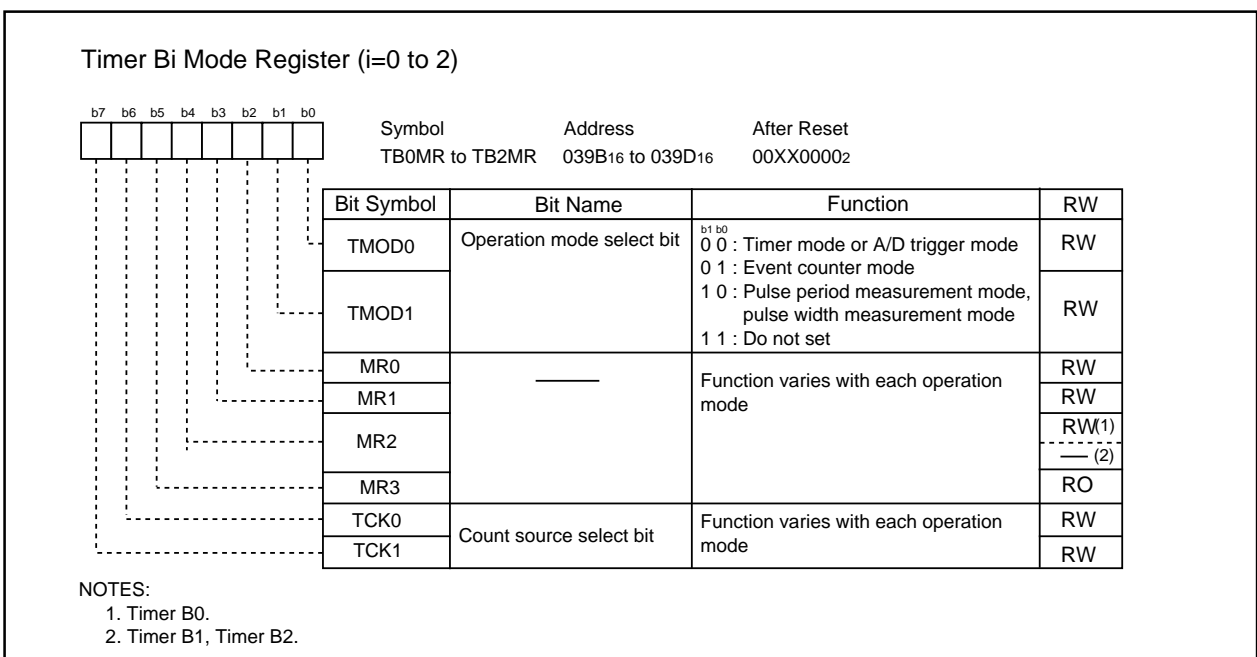 Timer Bi Mode Register (i=0 to 2)
b7 b6 b5 b4 b3 b2 b1 b0
Symbol Address After Reset
TB0MR to TB2MR 039B16 to 039D16 00XX00002
Bit Symbol Bit Name Function RW
TMOD0 Operation mode select bit b1 b0
0 0 : Timer mode or A/D trigger mode RW
0 1 : Event counter mode
TMOD1 1 0 : Pulse period measurement mode, RW
pulse width measurement mode
1 1 : Do not set
MR0 —— Function varies with each operation RW
MR1 mode RW
MR2 RW(1)
—— (2)
MR3 RO
TCK0 Count source select bit Function varies with each operation RW
TCK1 mode RW
NOTES:
1. Timer B0.
2. Timer B1, Timer B2.